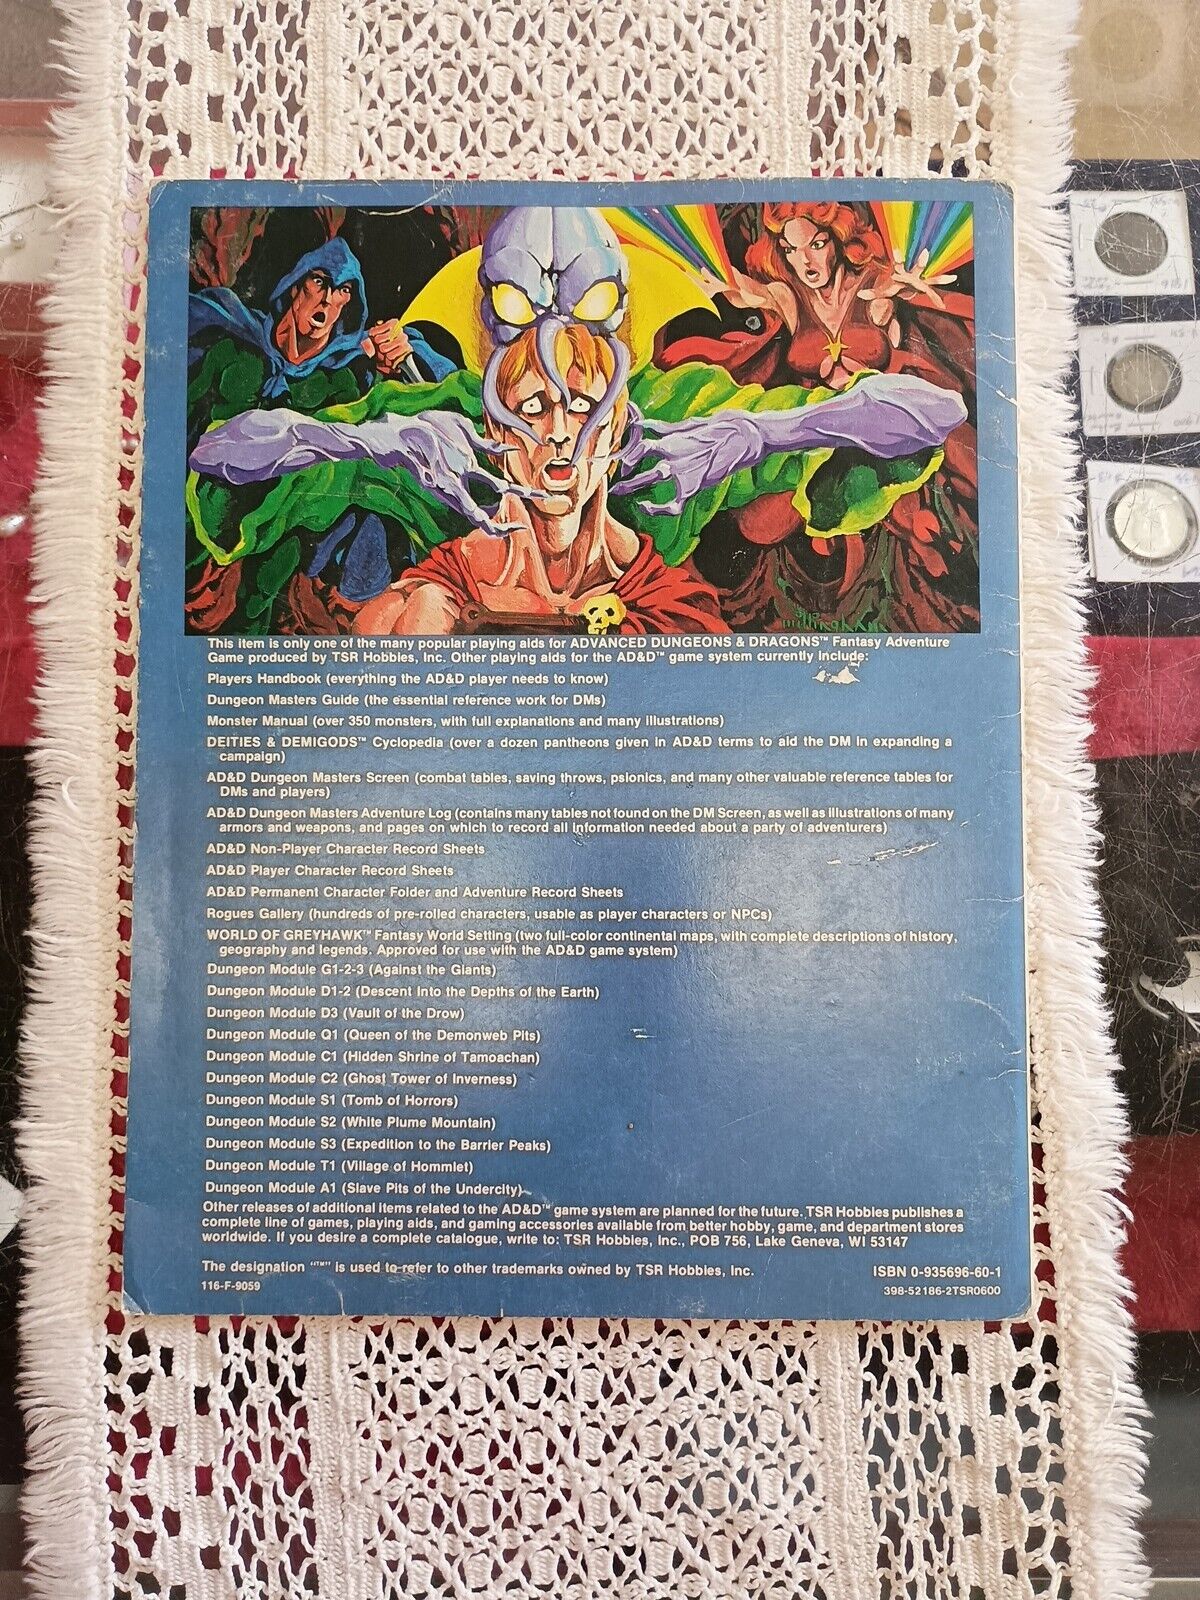 millingham
This item is only one of the many popular playing aids for ADVANCED DUNGEONS & DRAGONS™ Fantasy Adventure
Game produced by TSR Hobbies, Inc. Other playing aids for the AD&D™ game system currently include:
Players Handbook (everything the AD&D player needs to know)
Dungeon Masters Guide (the essential reference work for DMs)
Monster Manual (over 350 monsters, with full explanations and many illustrations)
DEITIES & DEMIGODS™ Cyclopedia (over a dozen pantheons given in AD&D terms to aid the DM in expanding a
campaign)
AD&D Dungeon Masters Screen (combat tables, saving throws, psionics, and many other valuable reference tables for
DMs and players)
AD&D Dungeon Masters Adventure Log (contains many tables not found on the DM Screen, as well as illustrations of many
armors and weapons, and pages on which to record all information needed about a party of adventurers)
AD&D Non-Player Character Record Sheets
AD&D Player Character Record Sheets
AD&D Permanent Character Folder and Adventure Record Sheets
Rogues Gallery (hundreds of pre-rolled characters, usable as player characters or NPCs)
WORLD OF GREYHAWK™ Fantasy World Setting (two full-color continental maps, with complete descriptions of history,
geography and legends. Approved for use with the AD&D game system)
Dungeon Module G1-2-3 (Against the Giants)
Dungeon Module D1-2 (Descent Into the Depths of the Earth)
Dungeon Module D3 (Vault of the Drow)
Dungeon Module Q1 (Queen of the Demonweb Pits)
Dungeon Module C1 (Hidden Shrine of Tamoachan)
Dungeon Module C2 (Ghost Tower of Inverness)
Dungeon Module S1 (Tomb of Horrors)
Dungeon Module S2 (White Plume Mountain)
Dungeon Module S3 (Expedition to the Barrier Peaks)
Dungeon Module T1 (Village of Hommlet)
Dungeon Module A1 (Slave Pits of the Undercity)
Other releases of additional items related to the AD&D™ game system are planned for the future. TSR Hobbies publishes a
complete line of games, playing aids, and gaming accessories available from better hobby, game, and department stores
worldwide. If you desire a complete catalogue, write to: TSR Hobbies, Inc., POB 756, Lake Geneva, WI 53147
The designation "™" is used to refer to other trademarks owned by TSR Hobbies, Inc.
ISBN 0-935696-60-1
116-F-9059
398-52186-2TSR0600